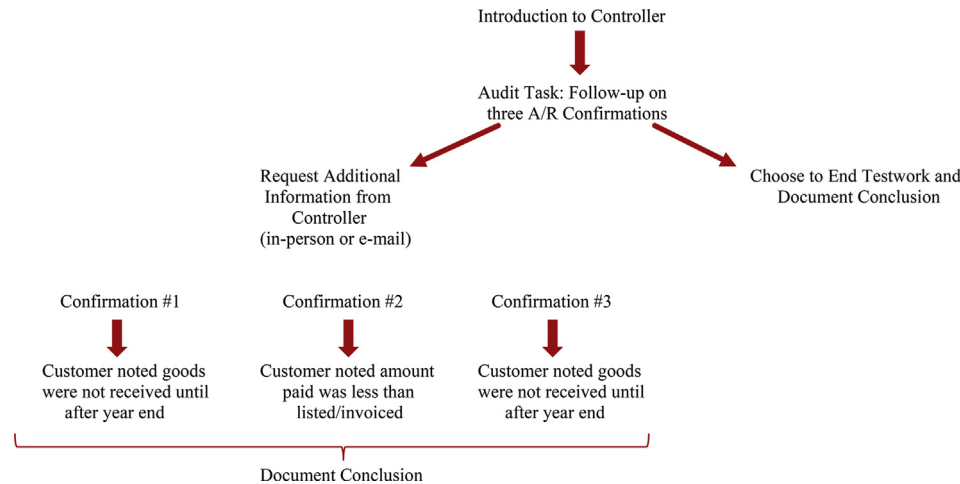 Introduction to Controller
Audit Task: Follow-up on
three A/R Confirmations
Request Additional
Information from
Controller
(in-person or e-mail)
Choose to End Testwork and
Document Conclusion
Confirmation #1
Confirmation #2
Confirmation #3
Customer noted goods
were not received until
after year end
Customer noted amount
paid was less than
listed/invoiced
Customer noted goods
were not received until
after year end
Document Conclusion